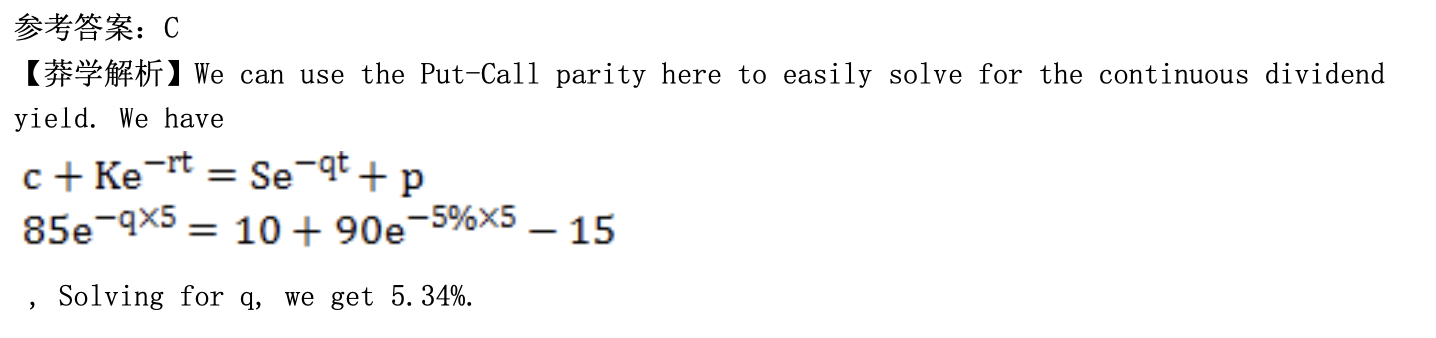 参考答案：C
【莽学解析】We can use the Put-Call parity here to easily solve for the continuous dividend
yield. We have
c + Ke^−rt = Se^−qt + p
85e^−q×5 = 10 + 90e^−5%×5 − 15
, Solving for q, we get 5.34%.